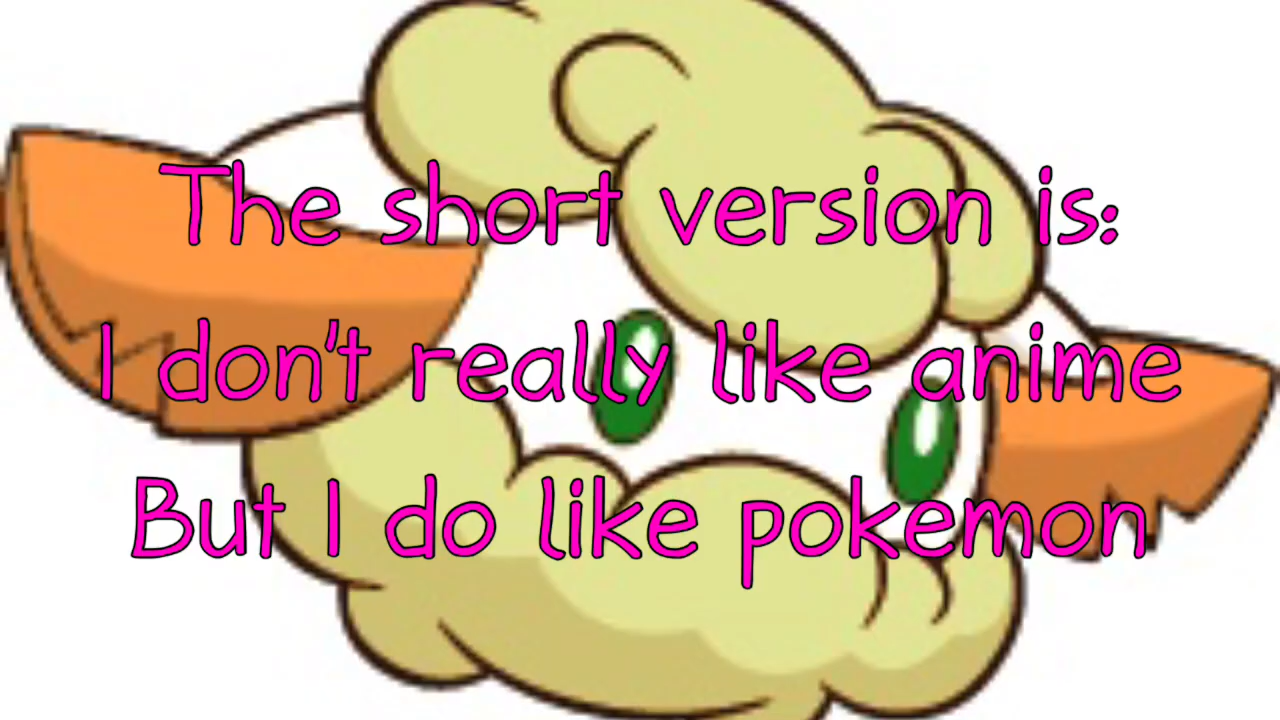 The short version is:
I don't really like anime
But I do like pokemon